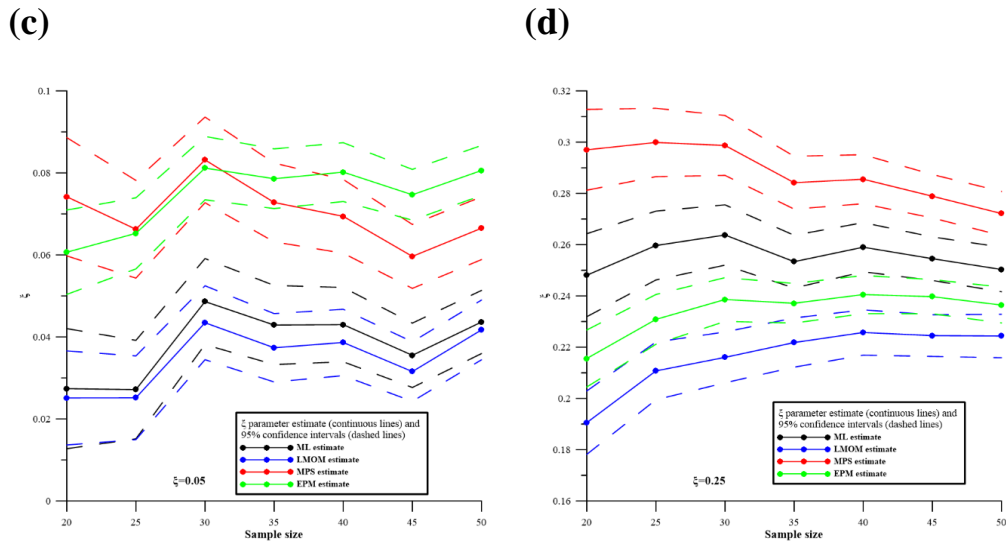 (c)
(d)
0.1
0.08
0.06
0.04
0.02
0
ξ
20
25
30
35
40
45
50
Sample size
ξ=0.05
ξ parameter estimate (continuous lines) and
95% confidence intervals (dashed lines)
ML estimate
LMOM estimate
MPS estimate
EPM estimate
0.32
0.3
0.28
0.26
0.24
0.22
0.2
0.18
0.16
ξ
20
25
30
35
40
45
50
Sample size
ξ=0.25
ξ parameter estimate (continuous lines) and
95% confidence intervals (dashed lines)
ML estimate
LMOM estimate
MPS estimate
EPM estimate